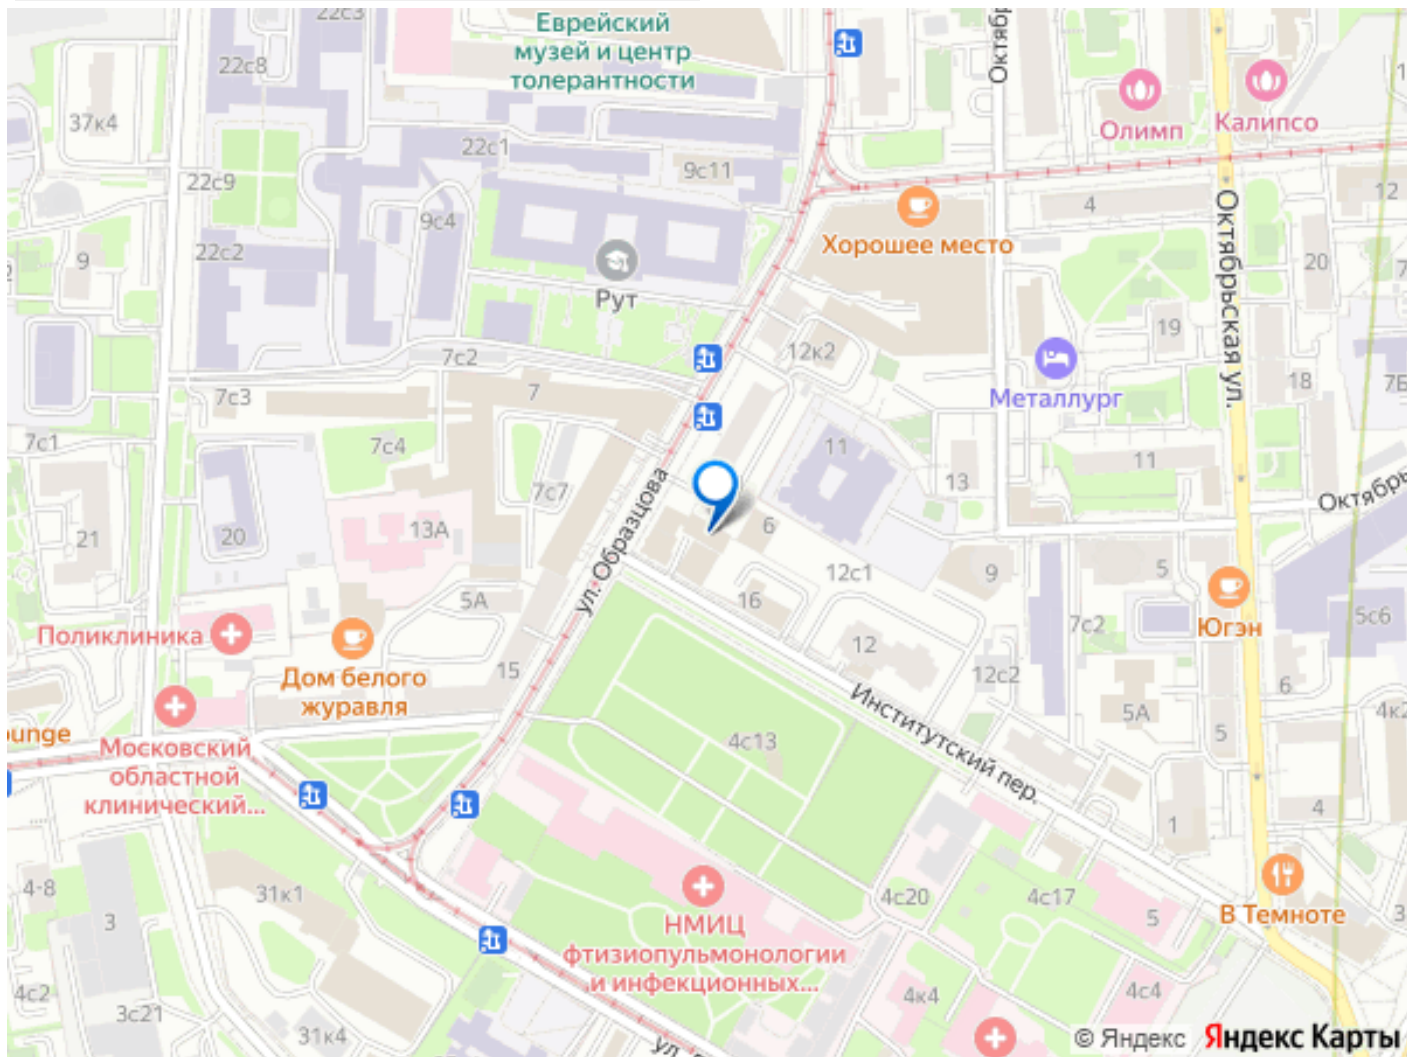 22с3
Еврейский
музей и центр
толерантности
Октябр
22с8
37к4
Олимп
Калипсо
22с1
9с11
22с9
4
12
9с4
Октябрьская ул.
Хорошее место
22с2
9
20
Рут
19
12к2
7с2
Металлург
18
7Б
7с3
7
7с1
7с4
11
11
13
7с7
Октябрь
21
20
13А
ул. Образцова
6
12с1
9
5
5А
16
5с6
7с2
Югэн
Поликлиника
12
Дом белого
журавля
15
12с2
6
Институтский пер.
5А
4к2
unge
5
4с13
Московский
областной
клинический...
4
1
4-8
31к1
4с20
4с17
3
НМИЦ
фтизиопульмонологии
и инфекционных...
5
В Темноте
3
4с2
4к4
4с4
3с21
31к4
ул.
© Яндекс Яндекс Карты